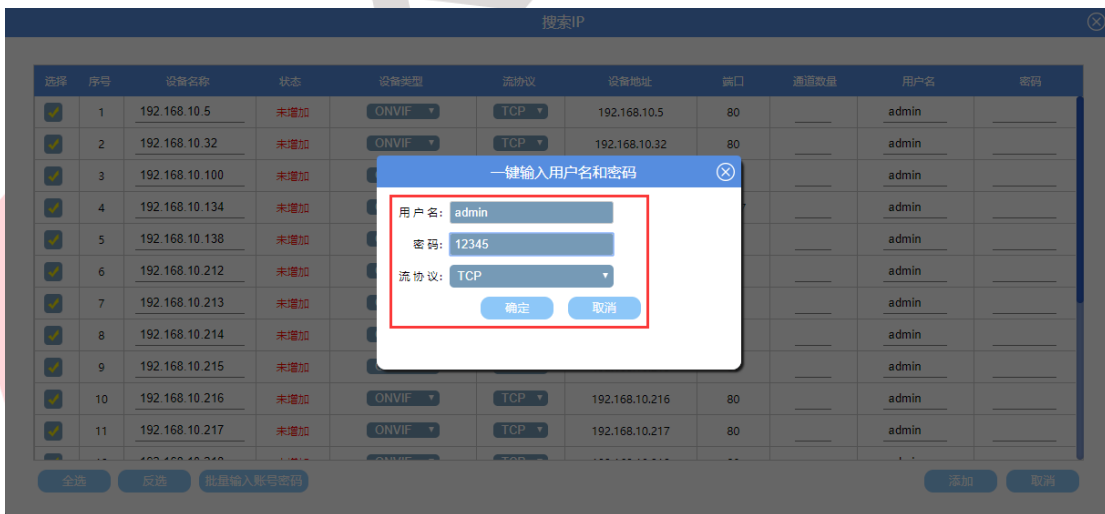 搜索IP
选择 序号 设备名称 状态 设备类型 流协议 设备地址 端口 通道数量 用户名 密码
1 192.168.10.5 未增加 ONVIF TCP 192.168.10.5 80 admin
2 192.168.10.32 未增加 ONVIF TCP 192.168.10.32 80 admin
3 192.168.10.100 未增加 admin
4 192.168.10.134 未增加 admin
5 192.168.10.138 未增加 admin
6 192.168.10.212 未增加 admin
7 192.168.10.213 未增加 admin
8 192.168.10.214 未增加 admin
9 192.168.10.215 未增加 admin
10 192.168.10.216 未增加 ONVIF TCP 192.168.10.216 80 admin
11 192.168.10.217 未增加 ONVIF TCP 192.168.10.217 80 admin
一键输入用户名和密码
用户名: admin
密码: 12345
流协议: TCP
确定 取消
全选 反选 批量输入账号密码 添加 取消